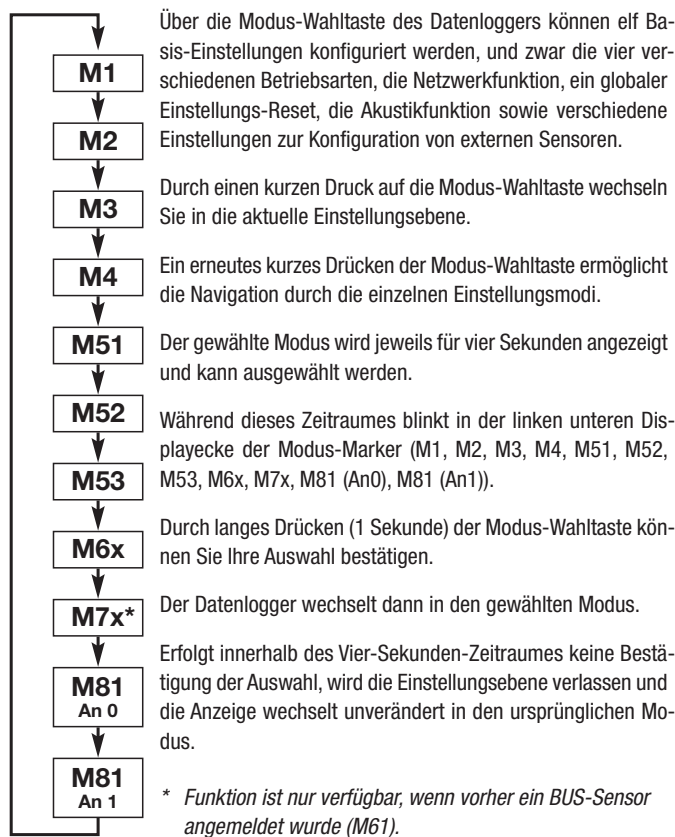 M1
M2
M3
M4
M51
M52
M53
M6x
M7x*
M81
An 0
M81
An 1
Über die Modus-Wahltaste des Datenloggers können elf Ba-
sis-Einstellungen konfiguriert werden, und zwar die vier ver-
schiedenen Betriebsarten, die Netzwerkfunktion, ein globaler
Einstellungs-Reset, die Akustikfunktion sowie verschiedene
Einstellungen zur Konfiguration von externen Sensoren.
Durch einen kurzen Druck auf die Modus-Wahltaste wechseln
Sie in die aktuelle Einstellungsebene.
Ein erneutes kurzes Drücken der Modus-Wahltaste ermöglicht
die Navigation durch die einzelnen Einstellungsmodi.
Der gewählte Modus wird jeweils für vier Sekunden angezeigt
und kann ausgewählt werden.
Während dieses Zeitraumes blinkt in der linken unteren Dis-
playecke der Modus-Marker (M1, M2, M3, M4, M51, M52,
M53, M6x, M7x, M81 (An0), M81 (An1)).
Durch langes Drücken (1 Sekunde) der Modus-Wahltaste kön-
nen Sie Ihre Auswahl bestätigen.
Der Datenlogger wechselt dann in den gewählten Modus.
Erfolgt innerhalb des Vier-Sekunden-Zeitraumes keine Bestä-
tigung der Auswahl, wird die Einstellungsebene verlassen und
die Anzeige wechselt unverändert in den ursprünglichen Mo-
dus.
* Funktion ist nur verfügbar, wenn vorher ein BUS-Sensor
angemeldet wurde (M61).